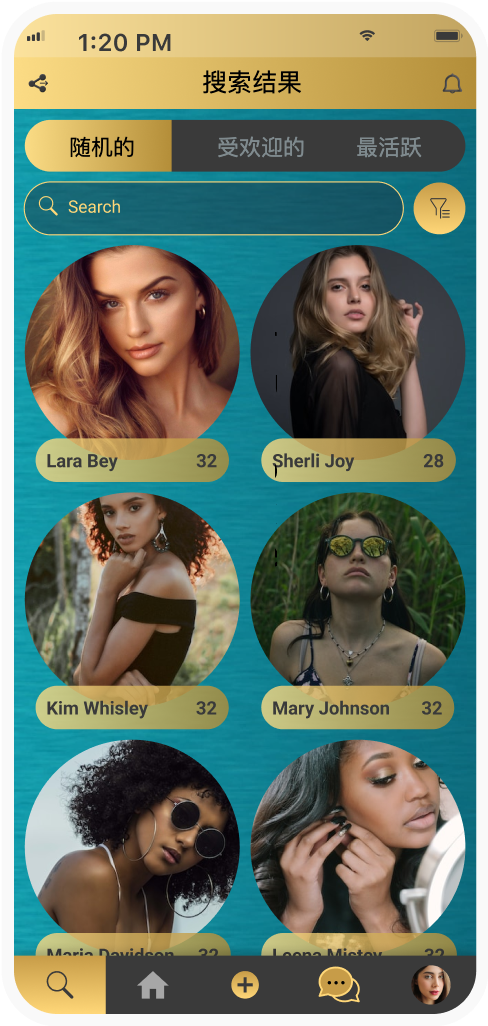 1:20 PM
搜索结果
随机的 受欢迎的 最活跃
Search
Lara Bey 32 Sherli Joy 28
Kim Whisley 32 Mary Johnson 32
Maria Davidson 32 Leena Mistey 32